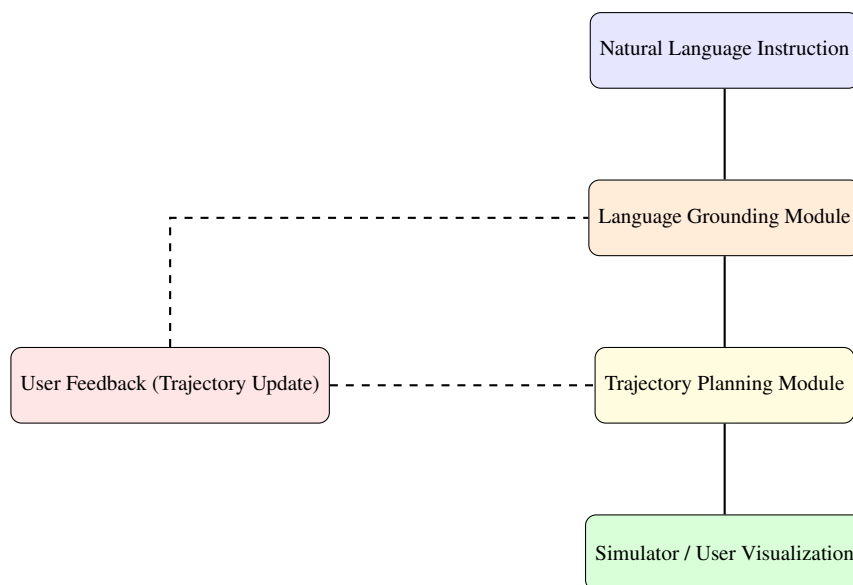 Natural Language Instruction
Language Grounding Module
User Feedback (Trajectory Update)
Trajectory Planning Module
Simulator / User Visualization